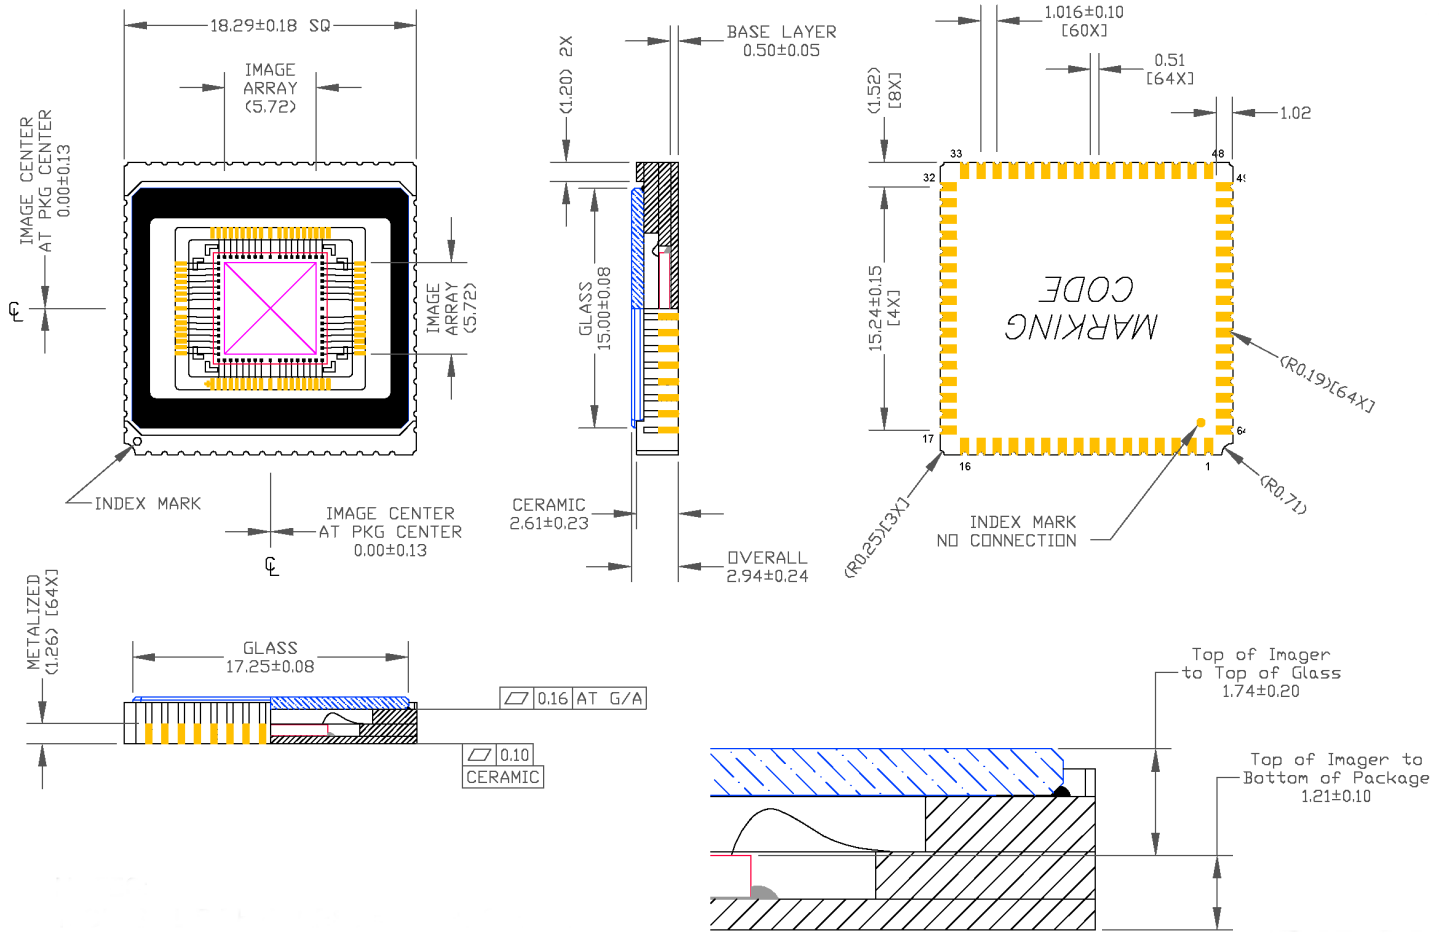 18.29±0.18 SQ
IMAGE
ARRAY
(5.72)
IMAGE CENTER
AT PKG CENTER
0.00±0.13
IMAGE
ARRAY
(5.72)
INDEX MARK
IMAGE CENTER
AT PKG CENTER
0.00±0.13
(1.20) 2X
BASE LAYER
0.50±0.05
GLASS
15.00±0.08
CERAMIC
2.61±0.23
OVERALL
2.94±0.24
1.016±0.10
[60X]
0.51
[64X]
(1.52)
[8X]
1.02
33
48
32
49
15.24±0.15
[4X]
MARKING
CODE
(R0.19)[64X]
17
64
16
1
(R0.71)
(R0.25)[3X]
INDEX MARK
NO CONNECTION
METALIZED
(1.26) [64X]
GLASS
17.25±0.08
0.16 AT G/A
0.10
CERAMIC
Top of Imager
to Top of Glass
1.74±0.20
Top of Imager to
Bottom of Package
1.21±0.10